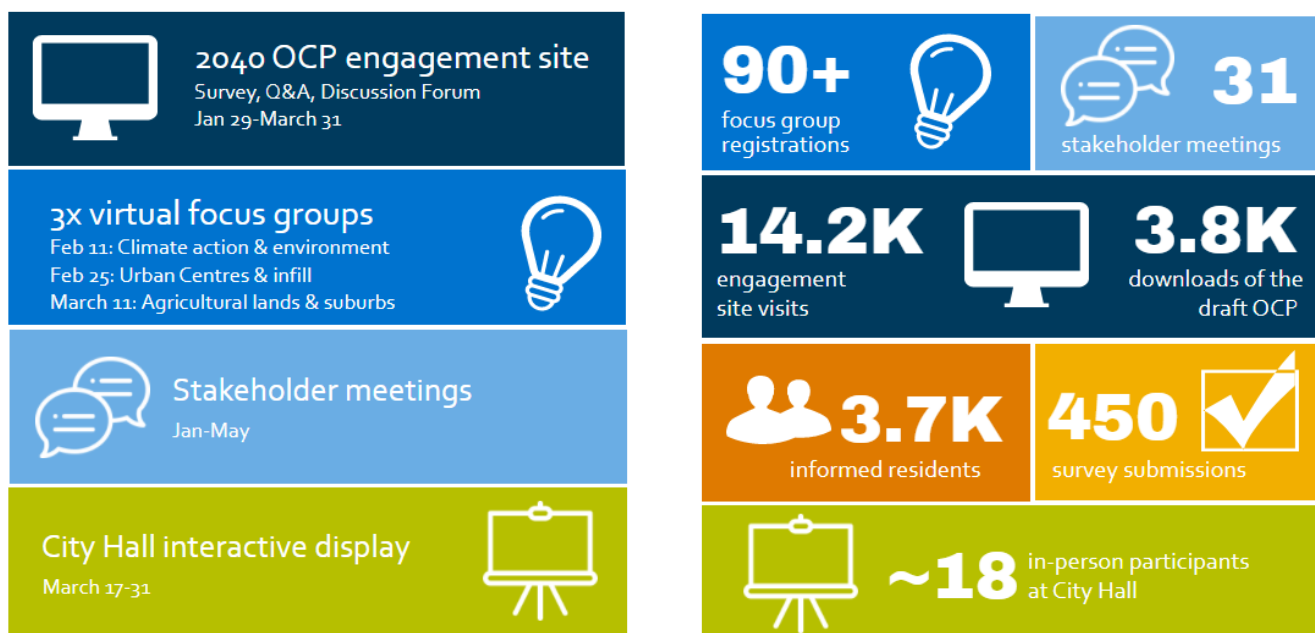 2040 OCP engagement site
Survey, Q&A, Discussion Forum
Jan 29-March 31
3x virtual focus groups
Feb 11: Climate action & environment
Feb 25: Urban Centres & infill
March 11: Agricultural lands & suburbs
Stakeholder meetings
Jan-May
City Hall interactive display
March 17-31
90+
focus group
registrations
31
stakeholder meetings
14.2K
engagement
site visits
3.8K
downloads of the
draft OCP
3.7K
informed residents
450
survey submissions
~18
in-person participants
at City Hall